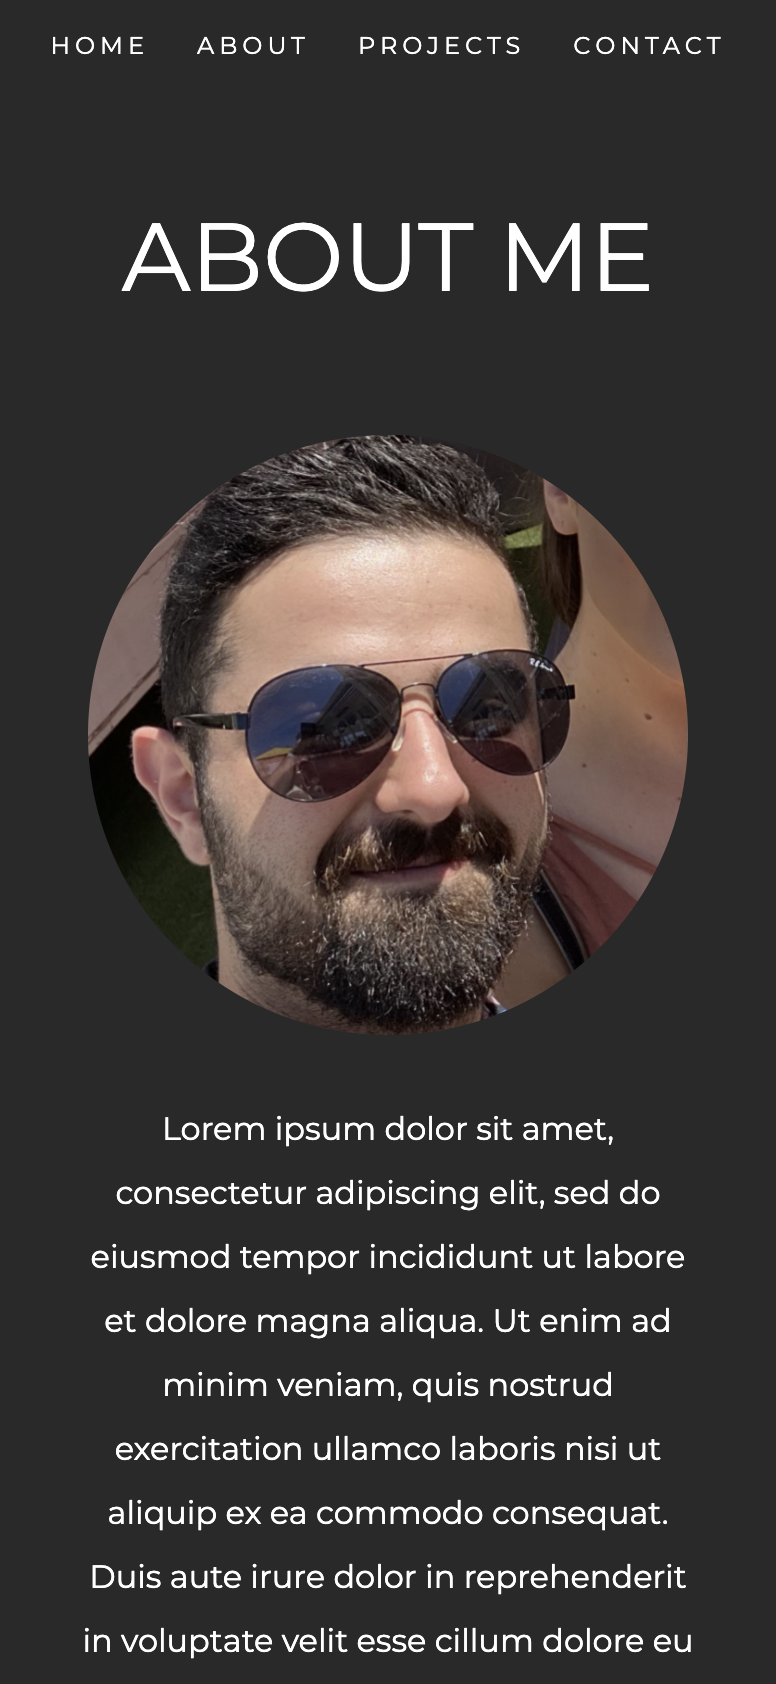 HOME ABOUT PROJECTS CONTACT
ABOUT ME
Lorem ipsum dolor sit amet,
consectetur adipiscing elit, sed do
eiusmod tempor incididunt ut labore
et dolore magna aliqua. Ut enim ad
minim veniam, quis nostrud
exercitation ullamco laboris nisi ut
aliquip ex ea commodo consequat.
Duis aute irure dolor in reprehenderit
in voluptate velit esse cillum dolore eu